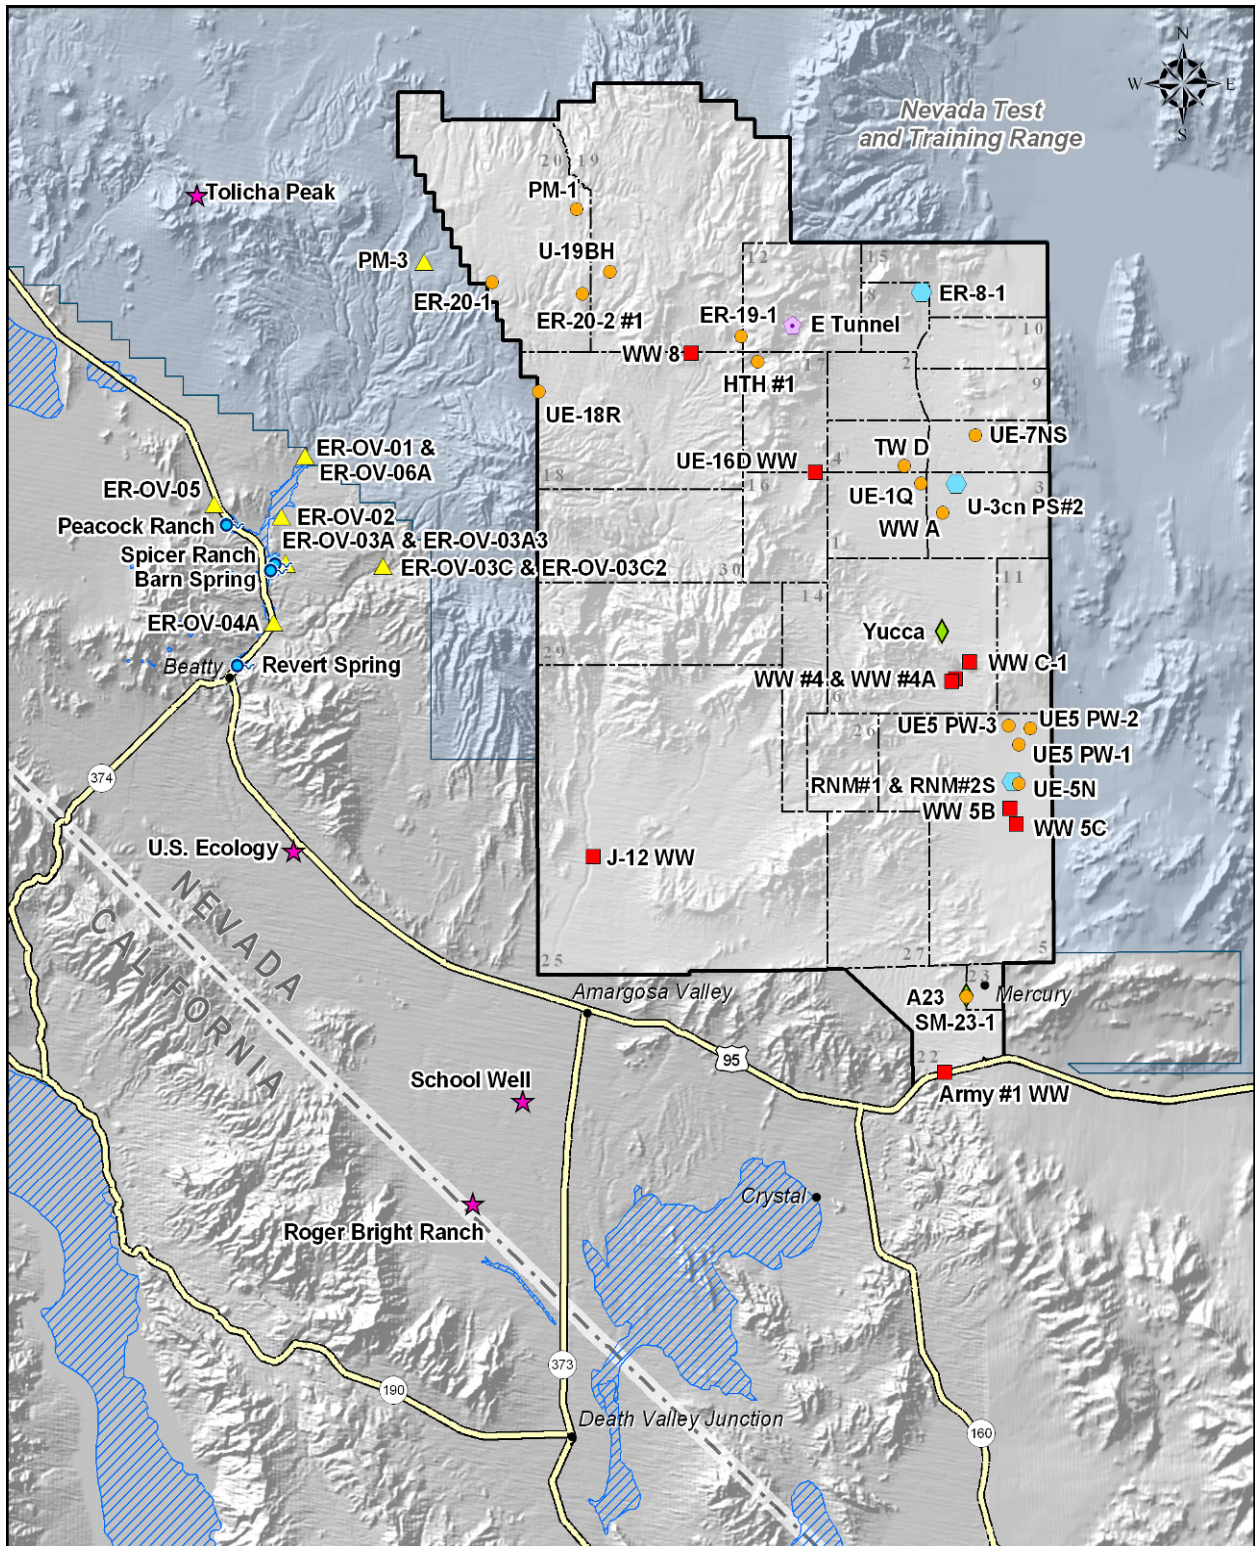 N
W E
S
Nevada Test
and Training Range
20 19
Tolicha Peak
PM-1
PM-3
U-19BH
12
15
ER-20-1
8
ER-8-1
ER-20-2 #1
ER-19-1
E Tunnel
10
WW 8
17
2
HTH #1
9
UE-18R
ER-OV-01 &
ER-OV-06A
TW D
UE-7NS
UE-16D WW
4
18
16
3
ER-OV-05
UE-1Q
U-3cn PS#2
Peacock Ranch
ER-OV-02
WW A
ER-OV-03A & ER-OV-03A3
Spicer Ranch
1
Barn Spring
ER-OV-03C & ER-OV-03C2
30
11
14
ER-OV-04A
Yucca
29
Beatty
Revert Spring
WW C-1
WW #4 & WW #4A
6
UE5 PW-3
UE5 PW-2
26
UE5 PW-1
374
RNM#1 & RNM#2S
UE-5N
WW 5B
WW 5C
U.S. Ecology
J-12 WW
NEVADA
CALIFORNIA
25
27
5
23
Amargosa Valley
A23
Mercury
SM-23-1
95
22
School Well
Army #1 WW
Crystal
Roger Bright Ranch
373
190
Death Valley Junction
160